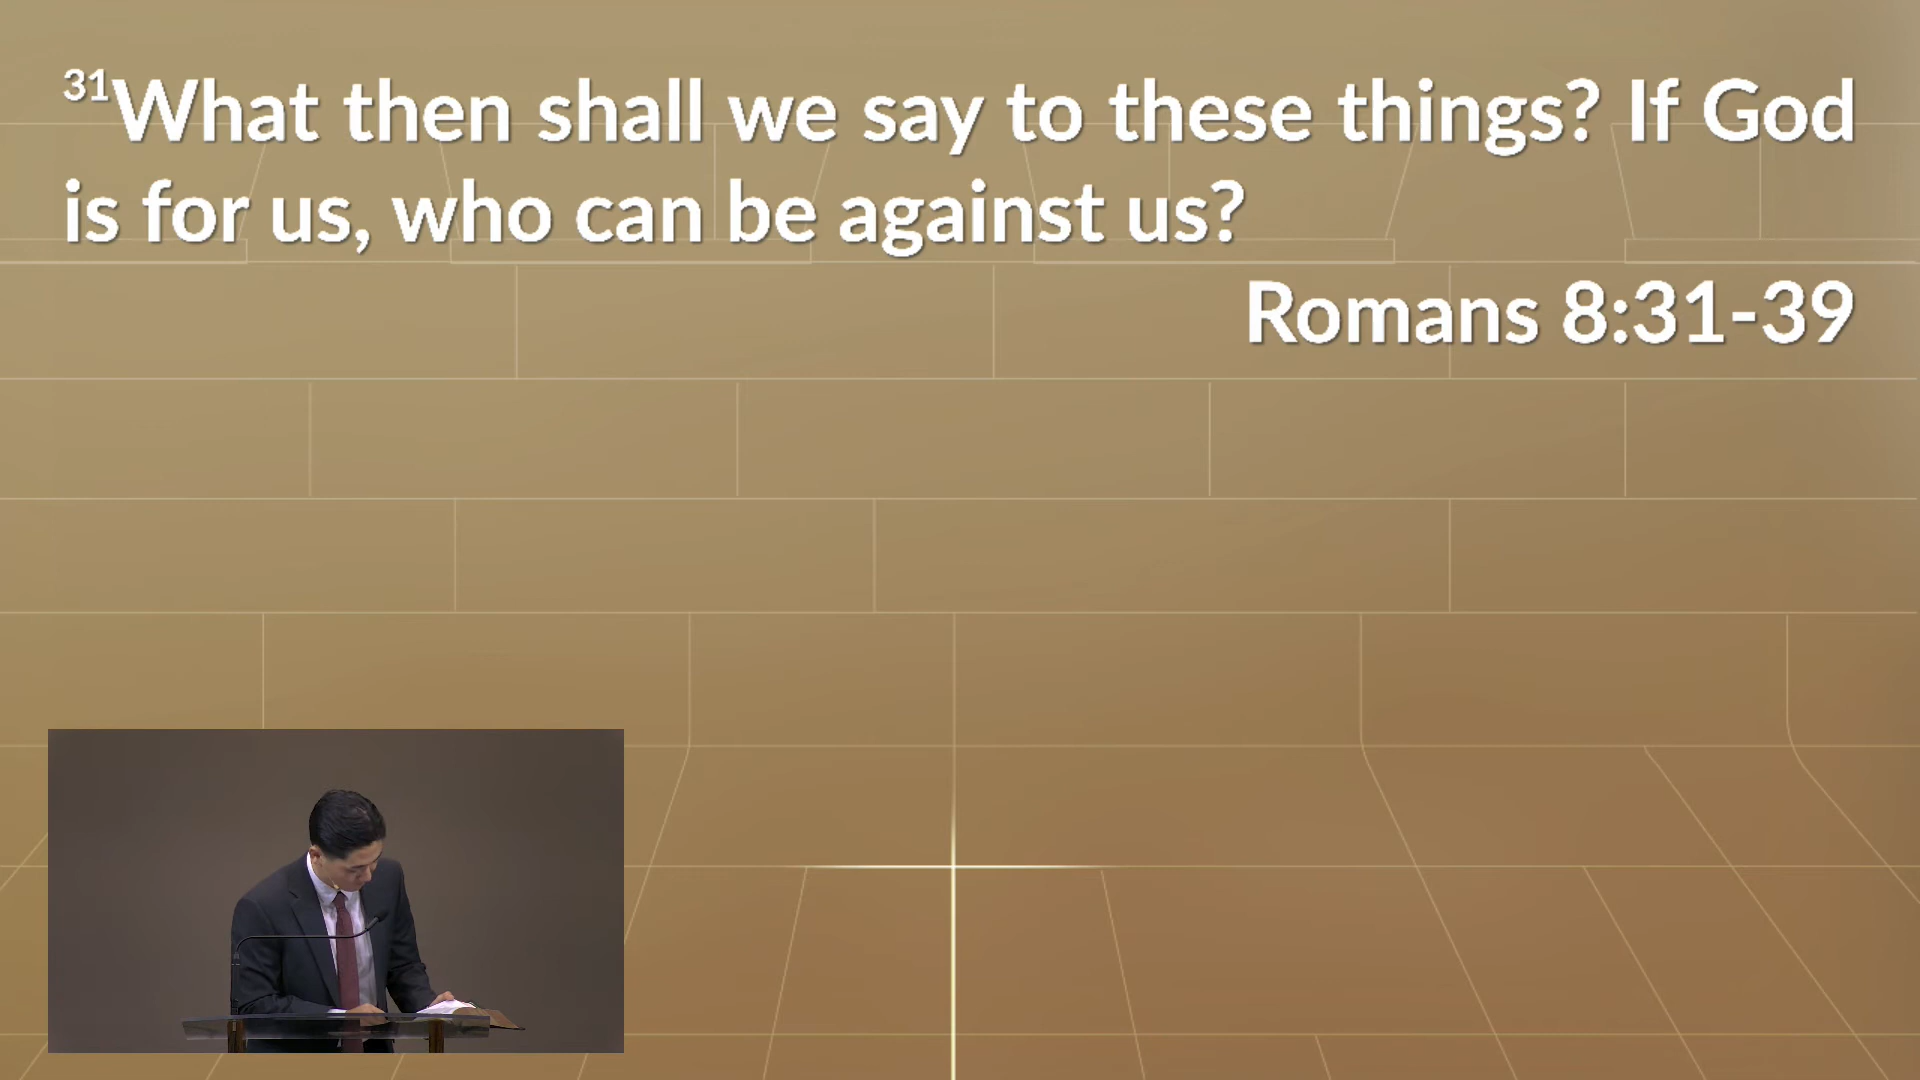 31What then shall we say to these things? If God
is for us, who can be against us?
Romans 8:31-39